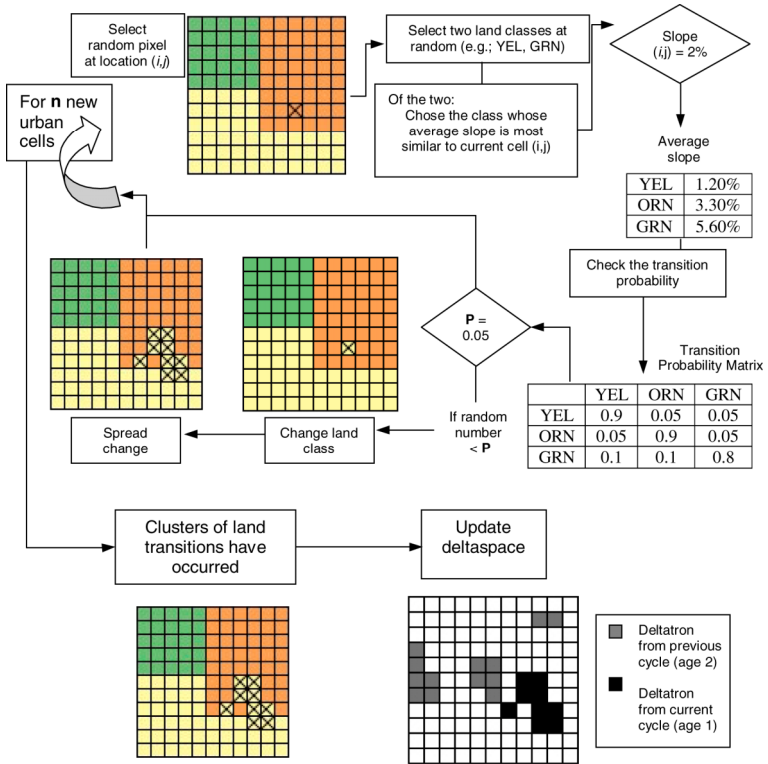 Select
random pixel
at location (i,j)
Select two land classes at
random (e.g.; YEL, GRN)
Slope
(i,j) = 2%
For n new
urban
cells
Of the two:
Chose the class whose
average slope is most
similar to current cell (i,j)
Average
slope
YEL 1.20%
ORN 3.30%
GRN 5.60%
Check the transition
probability
P =
0.05
Transition
Probability Matrix
YEL ORN GRN
YEL 0.9 0.05 0.05
ORN 0.05 0.9 0.05
GRN 0.1 0.1 0.8
If random
number
< P
Change land
class
Spread
change
Clusters of land
transitions have
occurred
Update
deltaspace
Deltatron
from previous
cycle (age 2)
Deltatron
from current
cycle (age 1)